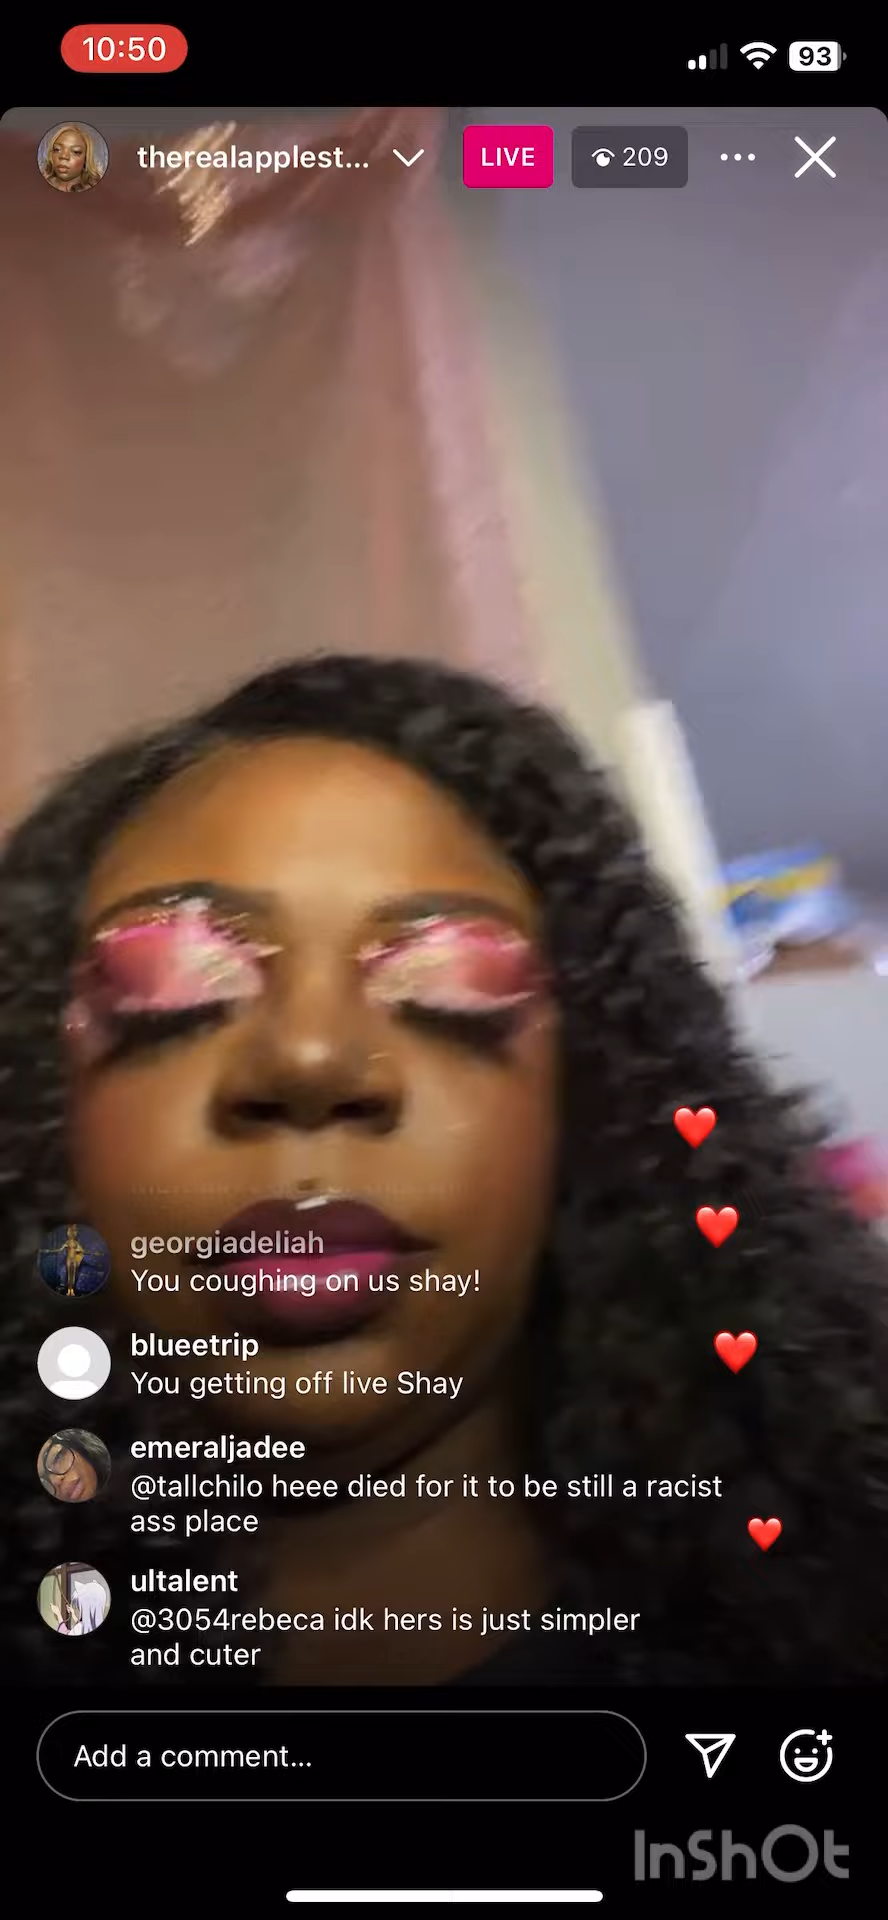 10:50
93
therealapplest...
LIVE
209
georgiadeliah
You coughing on us shay!
blueetrip
You getting off live Shay
emeraljadee
@tallchilo heee died for it to be still a racist
ass place
ultalent
@3054rebeca idk hers is just simpler
and cuter
Add a comment...
InShOt